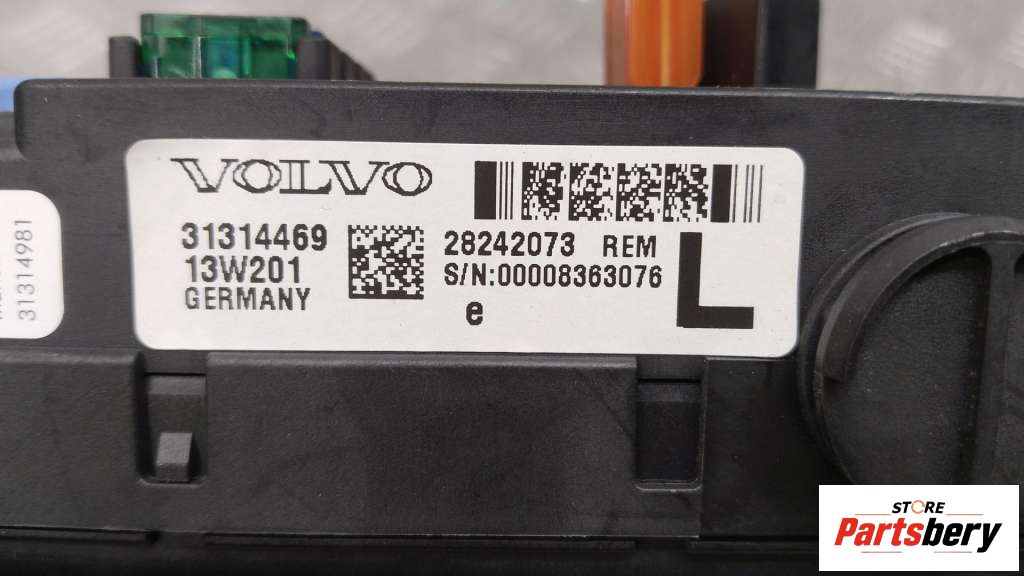 VOLVO
31314469
13W201
GERMANY
28242073 REM
S/N:00008363076
e
L
31314981
STORE
Partsbery